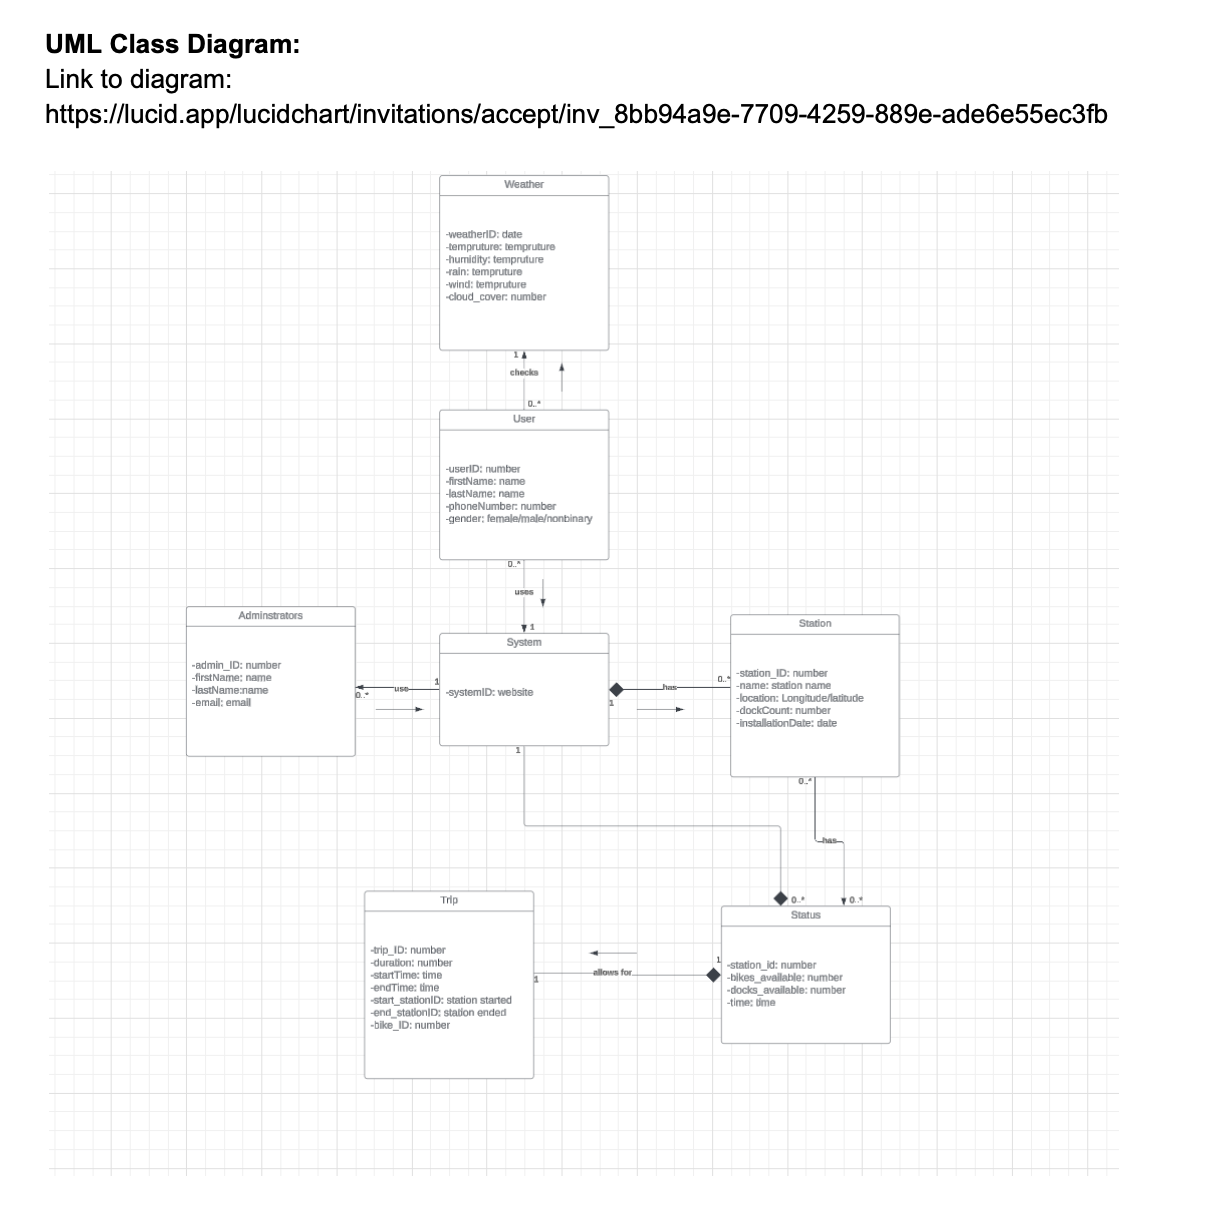 UML Class Diagram:
Link to diagram:
https://lucid.app/lucidchart/invitations/accept/inv_8bb94a9e-7709-4259-889e-ade6e55ec3fb
Weather
-weatherID: date
-tempruture: tempruture
-humidity: tempruture
-rain: tempruture
-wind: tempruture
-cloud_cover: number
1
checks
0..*
User
-userID: number
-firstName: name
-lastName: name
-phoneNumber: number
-gender: female/male/nonbinary
0..*
uses
1
Adminstrators
-admin_ID: number
-firstName: name
-lastName:name
-email: email
0..*
use
1
System
-systemID: website
1
has
0..*
Station
-station_ID: number
-name: station name
-location: Longitude/latitude
-dockCount: number
-installationDate: date
1
0..*
has
0..*
0..*
Trip
-trip_ID: number
-duration: number
-startTime: time
-endTime: time
-start_stationID: station started
-end_stationID: station ended
-bike_ID: number
1
allows for
1
Status
-station_id: number
-bikes_available: number
-docks_available: number
-time: time